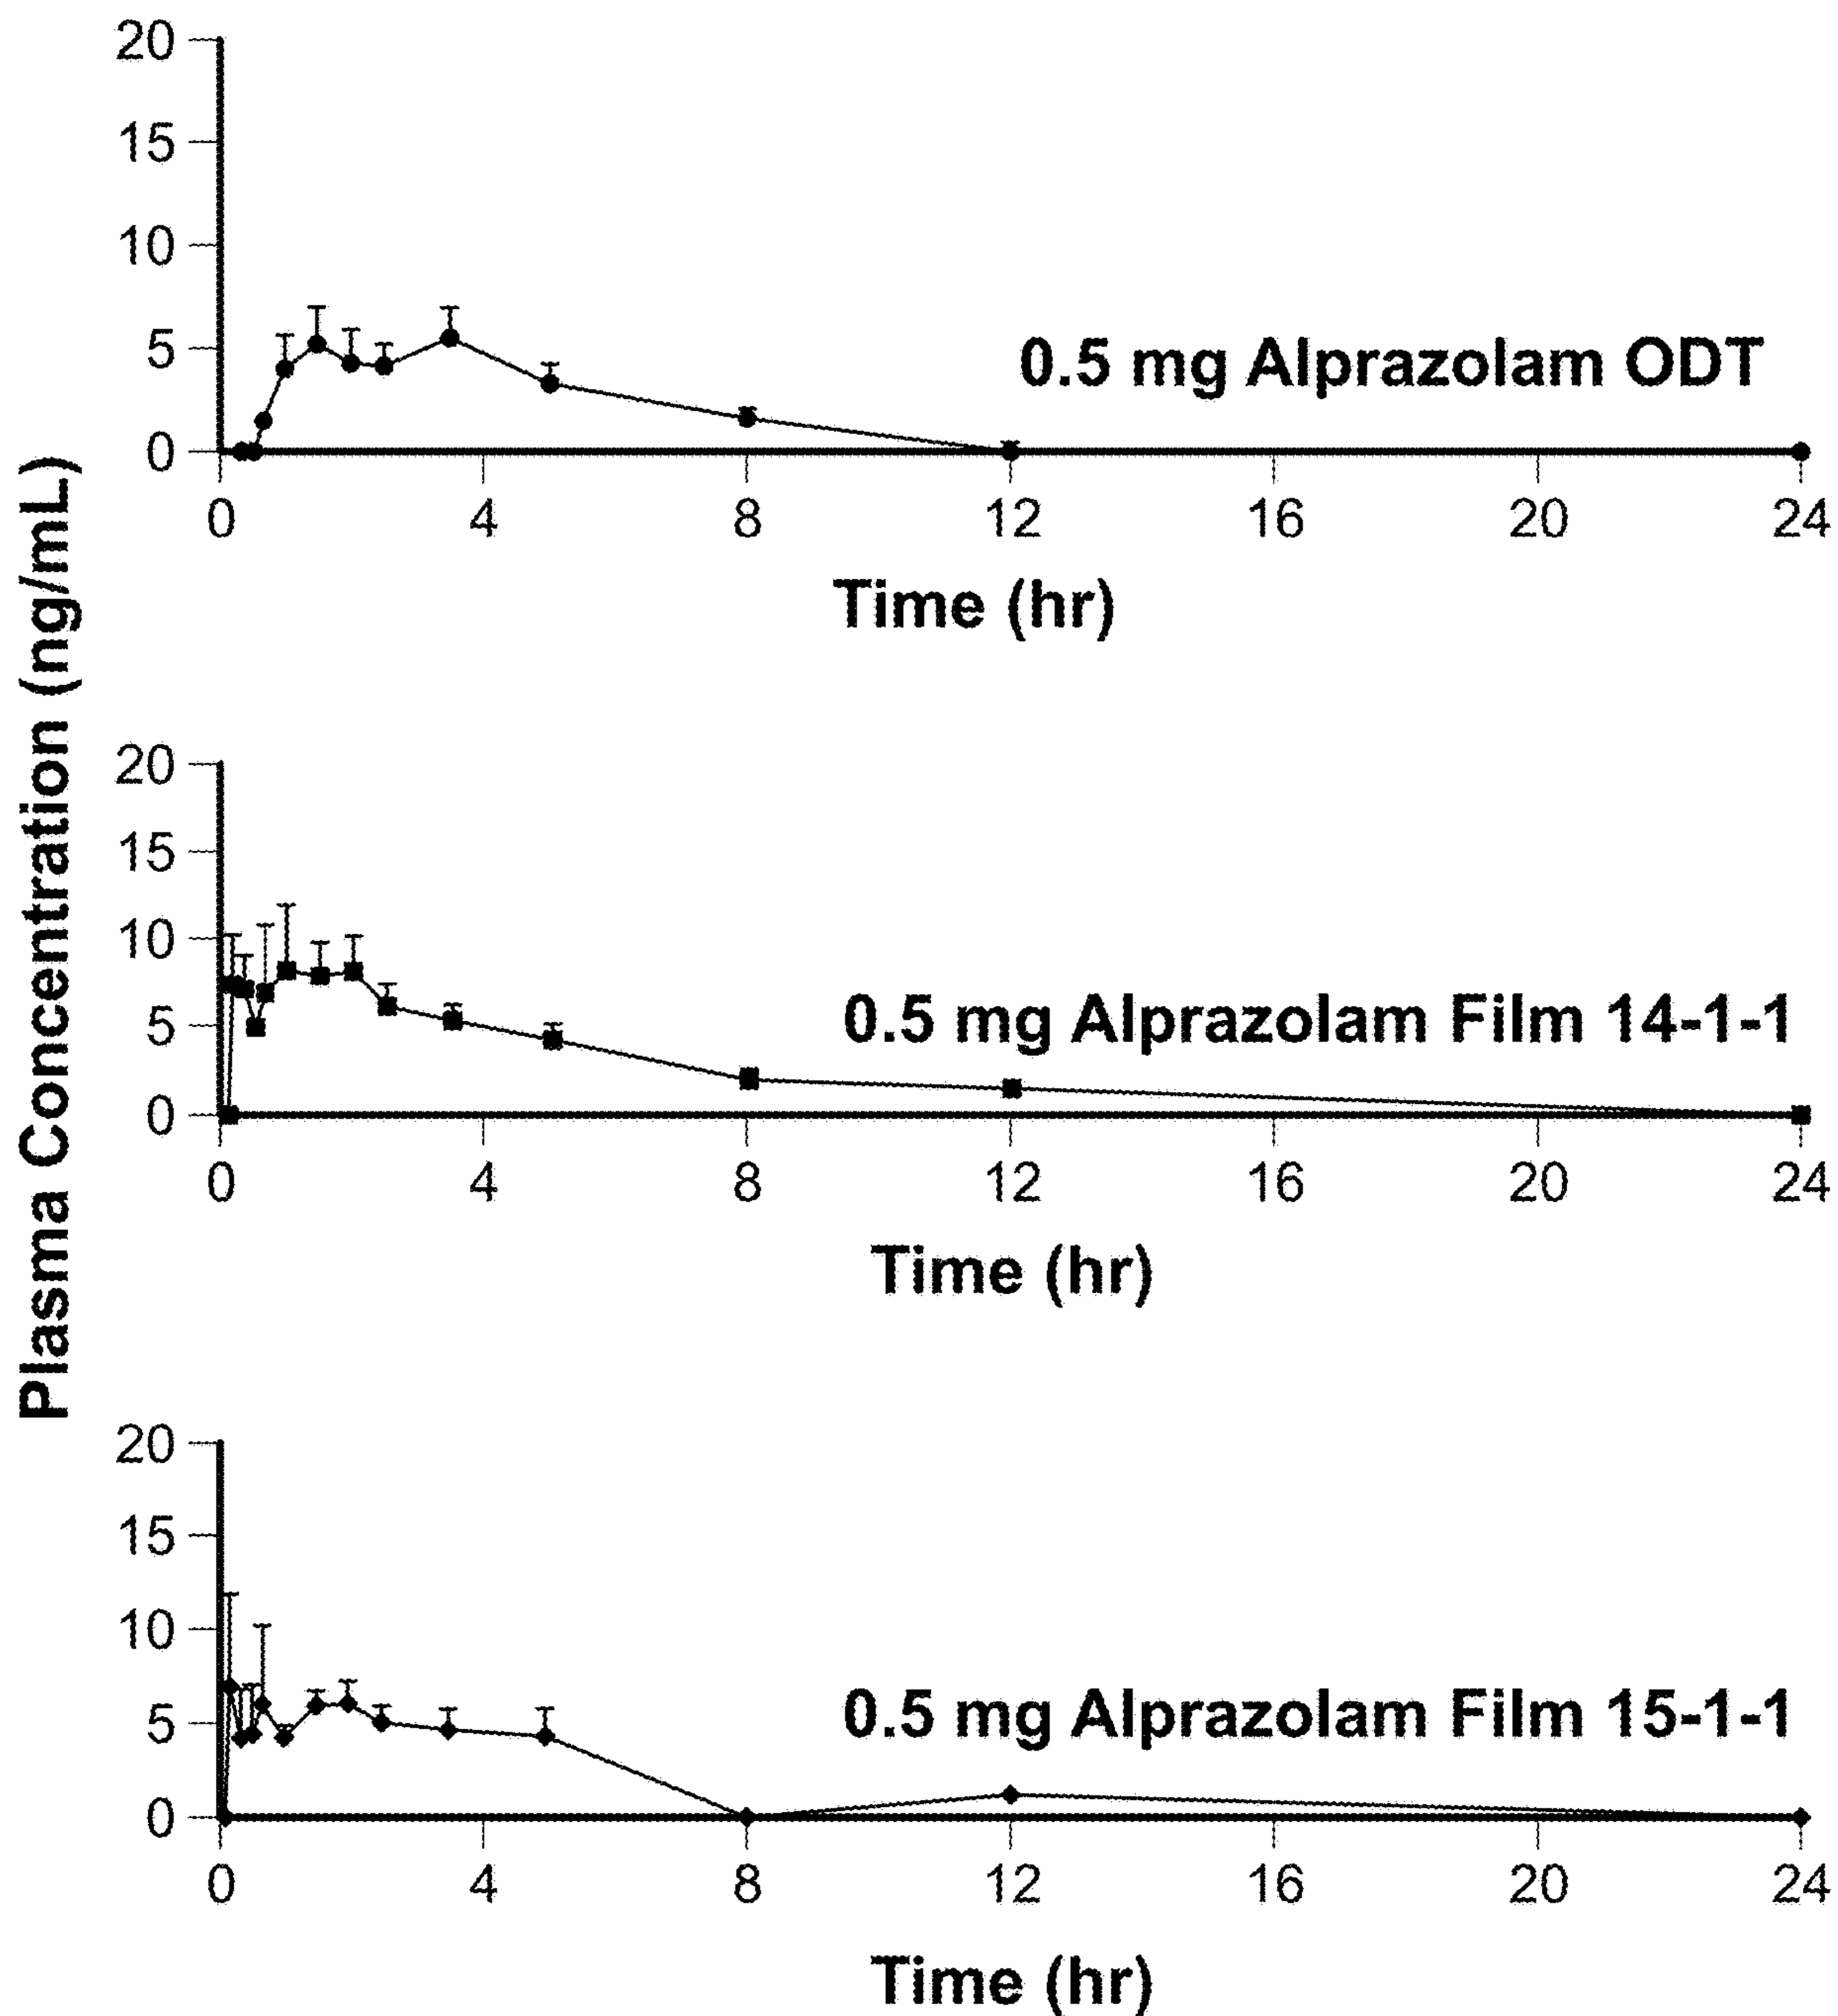 Plasma Concentration (ng/mL)
20
15
10
5
0
0.5 mg Alprazolam ODT
0 4 8 12 16 20 24
Time (hr)
20
15
10
5
0
0.5 mg Alprazolam Film 14-1-1
0 4 8 12 16 20 24
Time (hr)
20
15
10
5
0
0.5 mg Alprazolam Film 15-1-1
0 4 8 12 16 20 24
Time (hr)